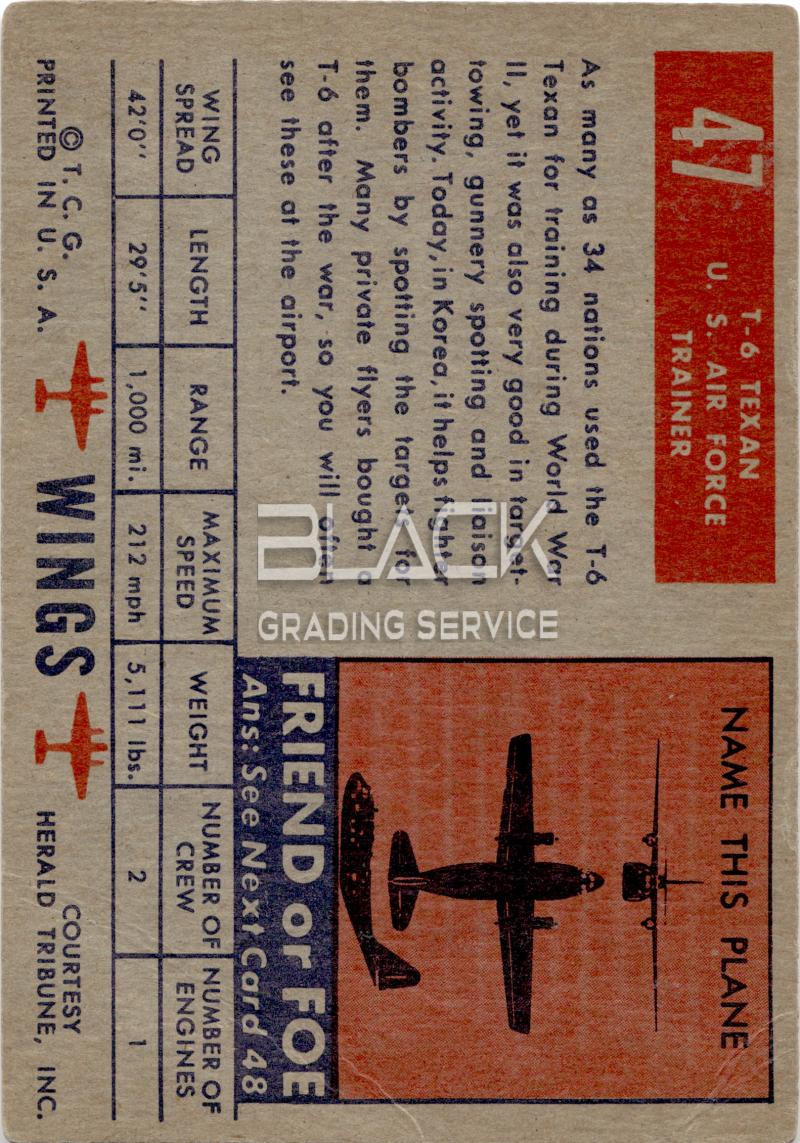 47
T-6 TEXAN
U. S. AIR FORCE
TRAINER
As many as 34 nations used the T-6
Texan for training during World War
II, yet it was also very good in target-
towing, gunnery spotting and liaison
activity. Today, in Korea, it helps fighter
bombers by spotting the targets for
them. Many private flyers bought a
T-6 after the war, so you will often
see these at the airport.
NAME THIS PLANE
FRIEND or FOE
Ans: See Next Card 48
WING SPREAD LENGTH RANGE MAXIMUM SPEED WEIGHT NUMBER OF CREW NUMBER OF ENGINES
42'0" 29'5" 1,000 mi. 212 mph 5,111 lbs. 2 1
© T. C. G.
PRINTED IN U. S. A.
WINGS
COURTESY
HERALD TRIBUNE, INC.
BLACK
GRADING SERVICE